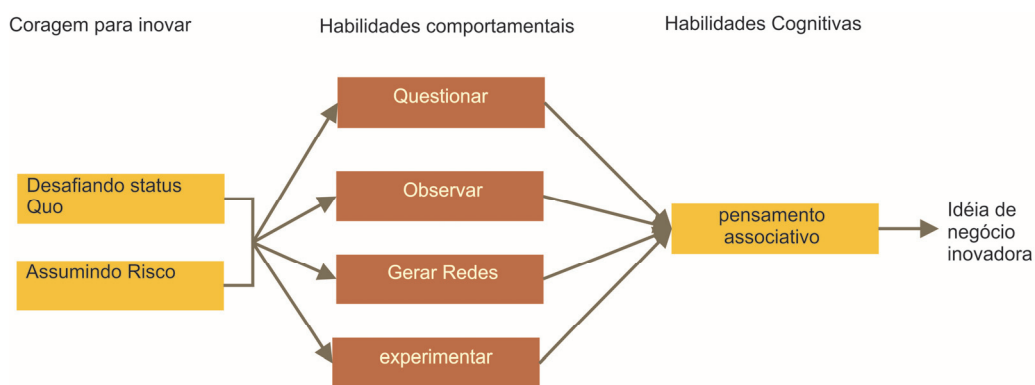 Coragem para inovar
Habilidades comportamentais
Habilidades Cognitivas
Desafiando status
Quo
Assumindo Risco
Questionar
Observar
Gerar Redes
experimentar
pensamento
associativo
Idéia de
negócio
inovadora